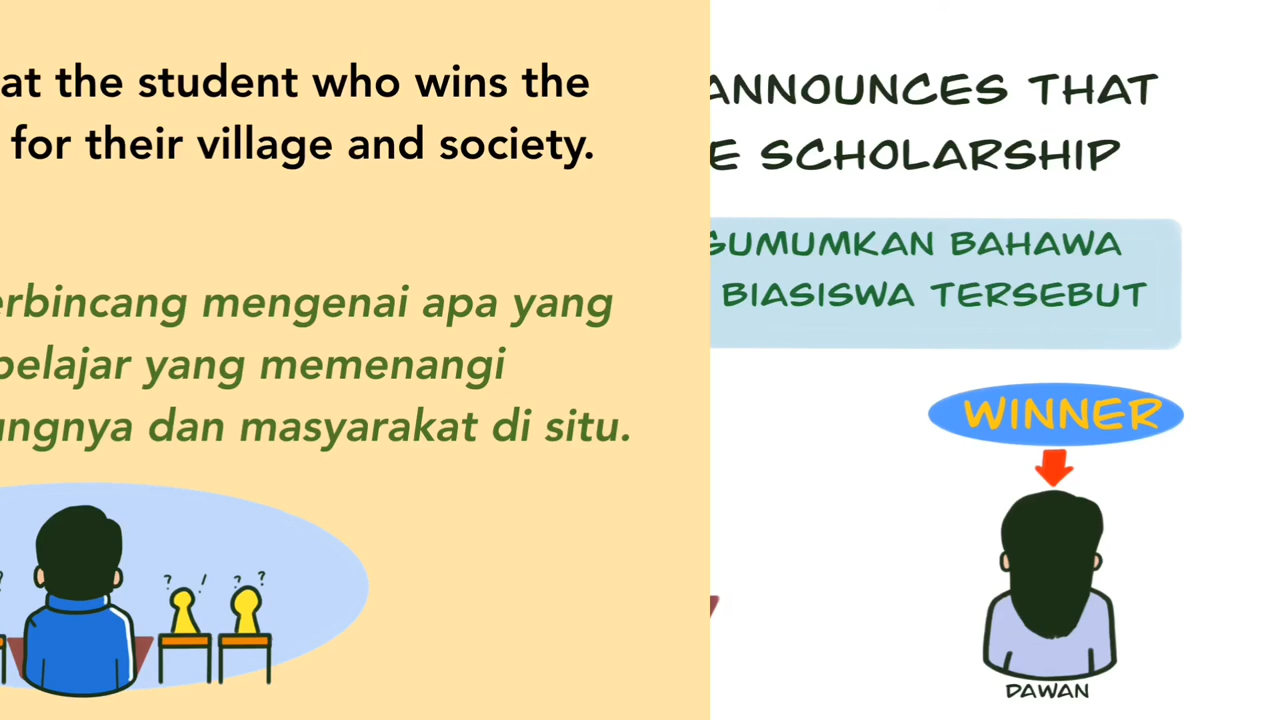 at the student who wins the
for their village and society.
erbincang mengenai apa yang
pelajar yang memenangi
ungnya dan masyarakat di situ.
ANNOUNCES THAT
E SCHOLARSHIP
GUMUMKAN BAHAWA
BIASISWA TERSEBUT
WINNER
DAWAN